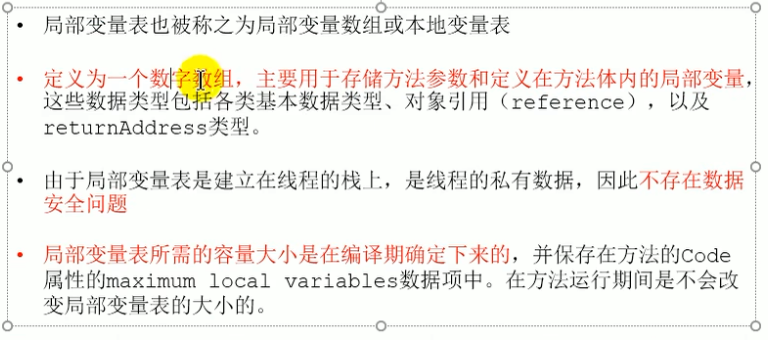 • 局部变量表也被称之为局部变量数组或本地变量表
• 定义为一个数字数组，主要用于存储方法参数和定义在方法体内的局部变量，
这些数据类型包括各类基本数据类型、对象引用（reference），以及
returnAddress类型。
• 由于局部变量表是建立在线程的栈上，是线程的私有数据，因此不存在数据
安全问题
• 局部变量表所需的容量大小是在编译期确定下来的，并保存在方法的Code
属性的maximum local variables数据项中。在方法运行期间是不会改
变局部变量表的大小的。